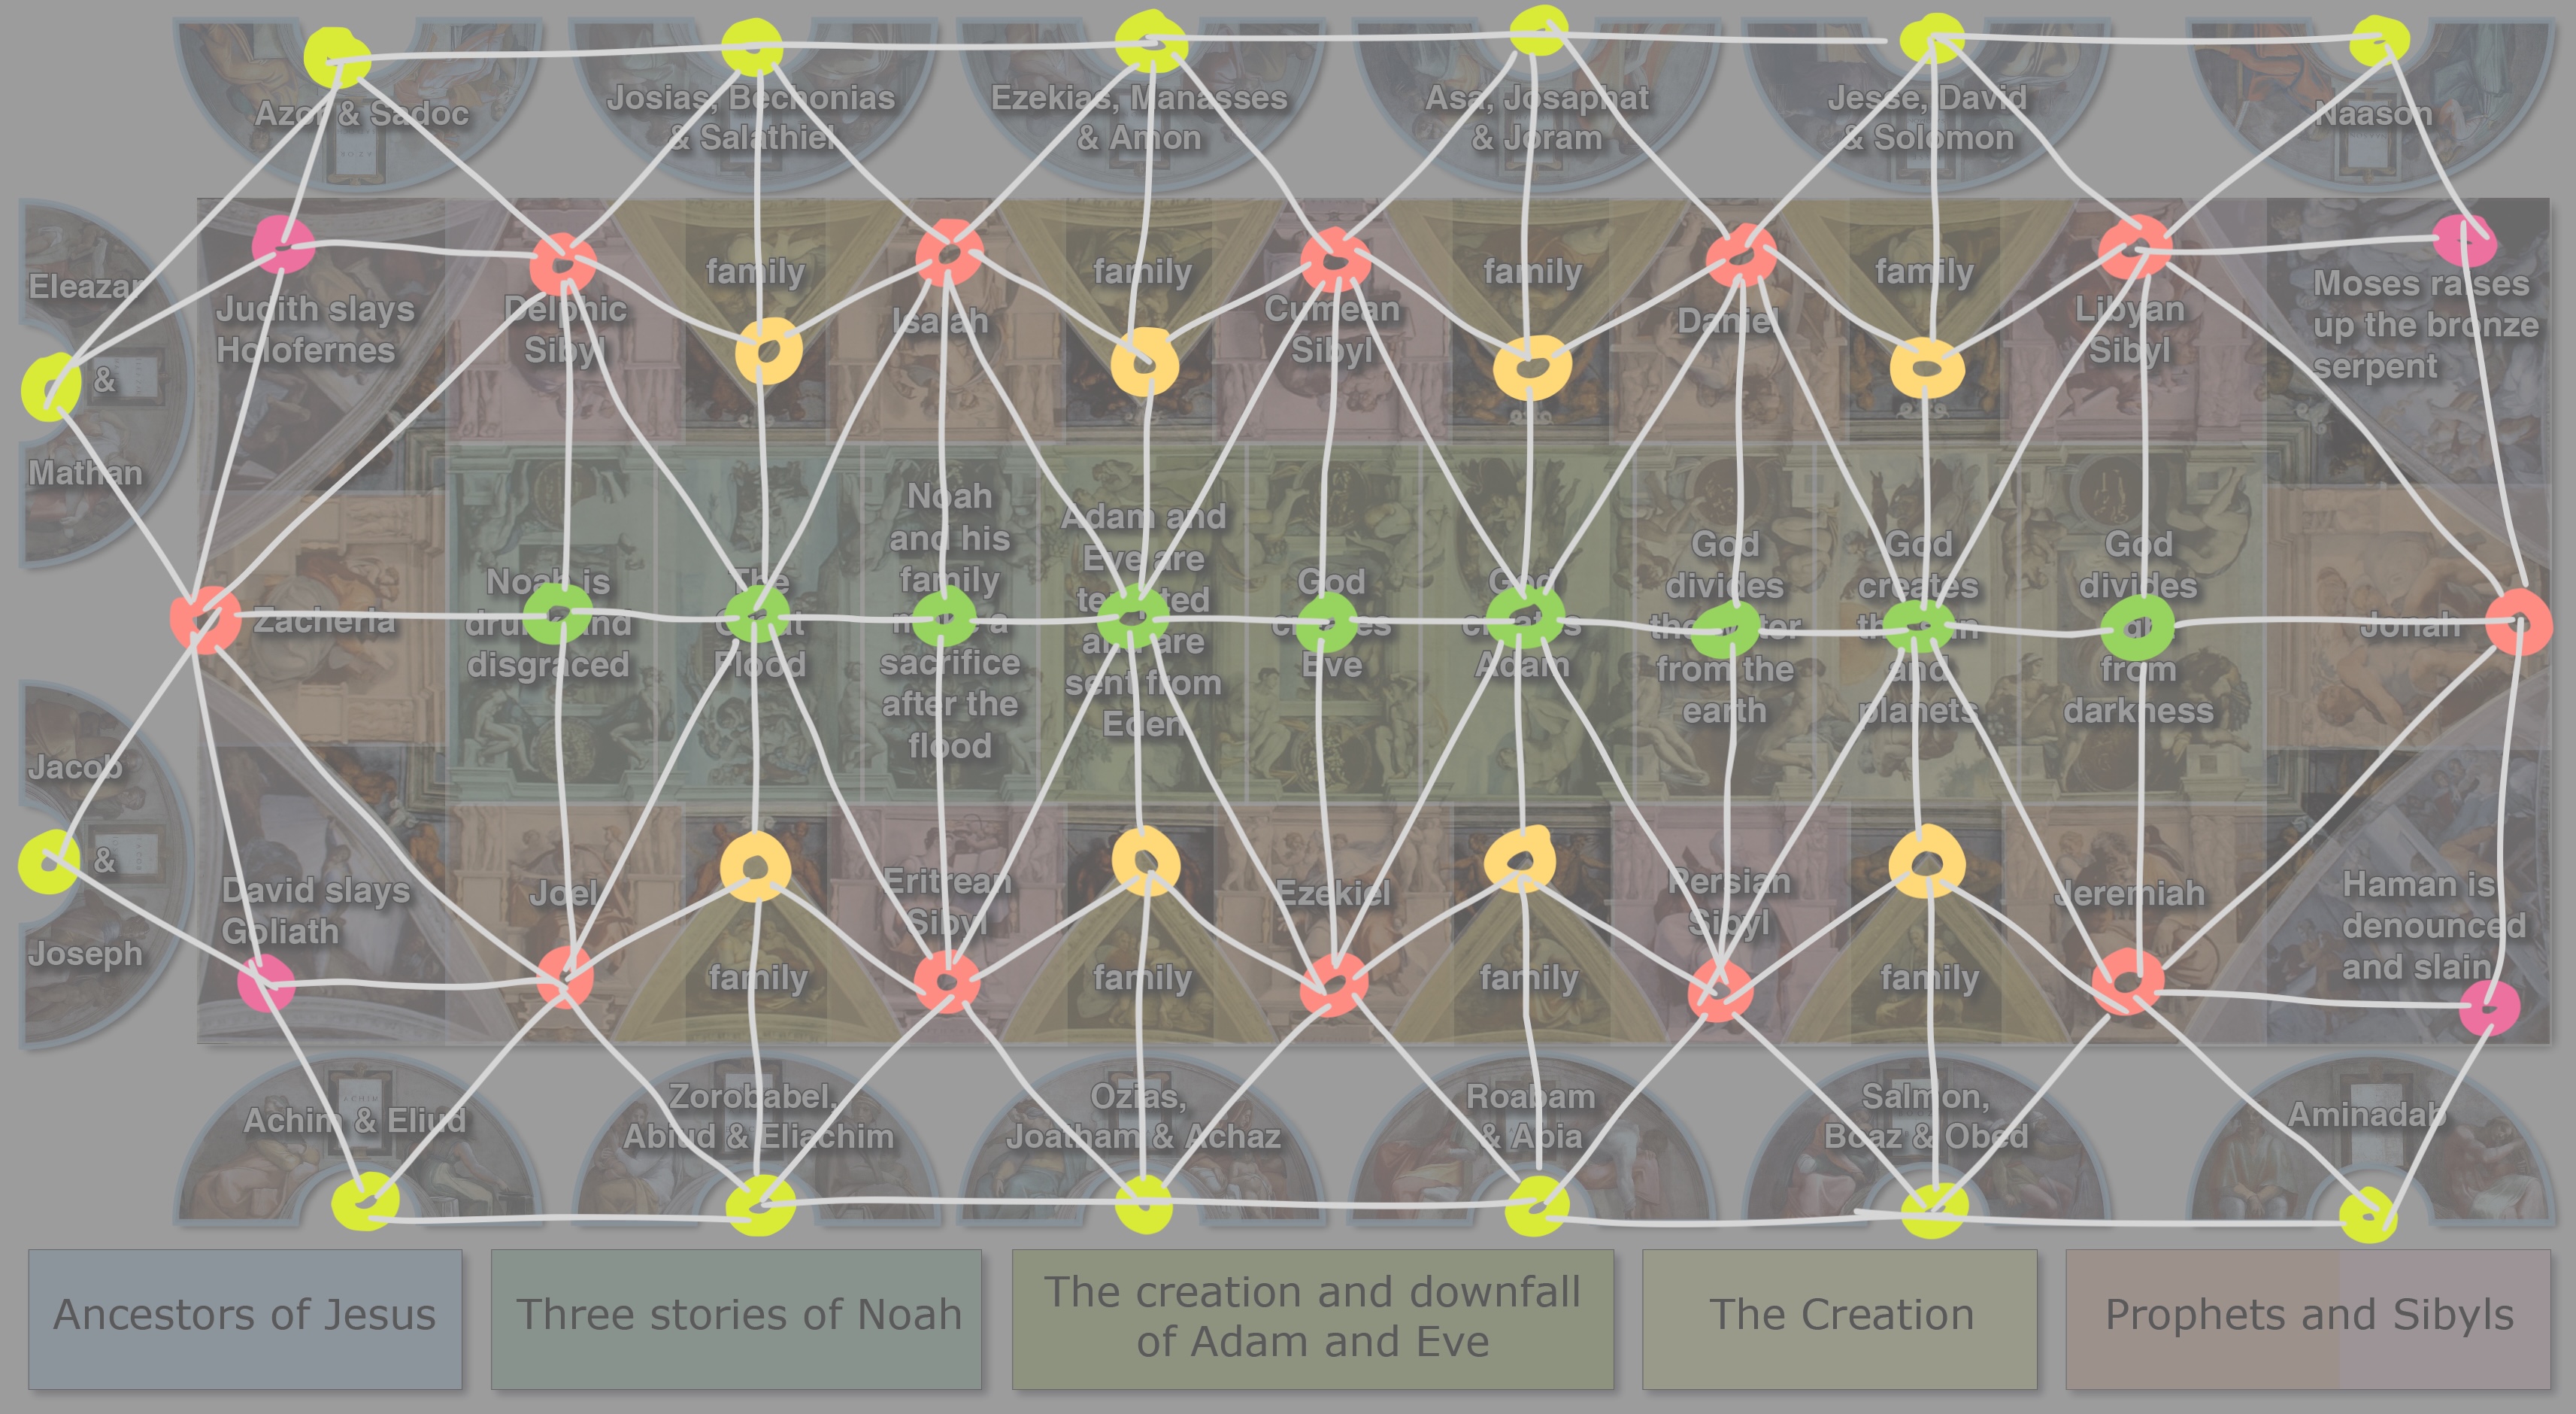 Azor & Sadoc
Josias, Bechonias
& Salathiel
Ezekias, Manasses
& Amon
Asa, Josaphat
& Joram
Jesse, David
& Solomon
Naason
Eleazar
&
Mathan
Judith slays
Holofernes
Delphic
Sibyl
family
Isaiah
family
Cumean
Sibyl
family
Daniel
family
Libyan
Sibyl
Moses raises
up the bronze
serpent
Zacheria
Noah is
drunk and
disgraced
The
Great
Flood
Noah
and his
family
make a
sacrifice
after the
flood
Adam and
Eve are
tempted
and are
sent from
Eden
God
creates
Eve
God
creates
Adam
God
divides
the water
from the
earth
God
creates
the sun
and
planets
God
divides
light
from
darkness
Jonah
Jacob
&
Joseph
David slays
Goliath
Joel
family
Eritrean
Sibyl
family
Ezekiel
family
Persian
Sibyl
family
Jeremiah
Haman is
denounced
and slain
Achim & Eliud
Zorobabel,
Abiud & Eliachim
Ozias,
Joatham & Achaz
Roabam
& Abia
Salmon,
Boaz & Obed
Aminadab
Ancestors of Jesus
Three stories of Noah
The creation and downfall
of Adam and Eve
The Creation
Prophets and Sibyls